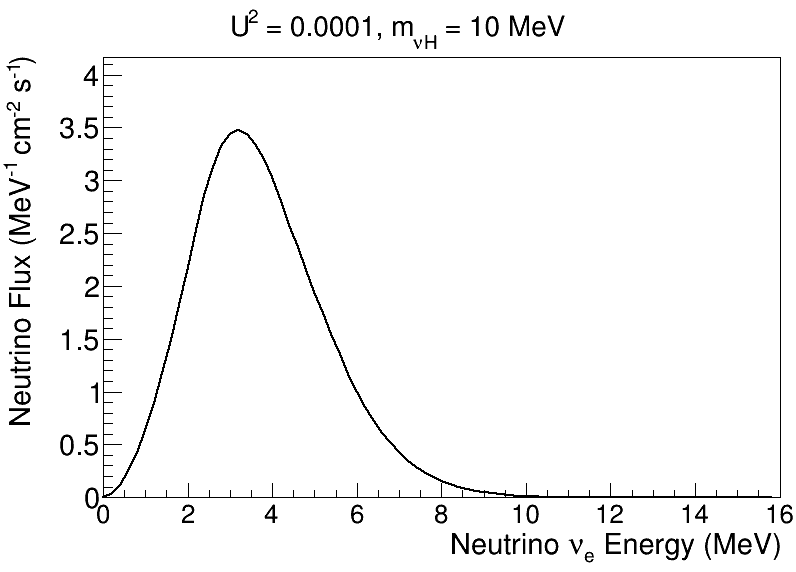 U² = 0.0001, m_νH = 10 MeV
Neutrino Flux (MeV⁻¹ cm⁻² s⁻¹)
4
3.5
3
2.5
2
1.5
1
0.5
0
0 2 4 6 8 10 12 14 16
Neutrino νₑ Energy (MeV)